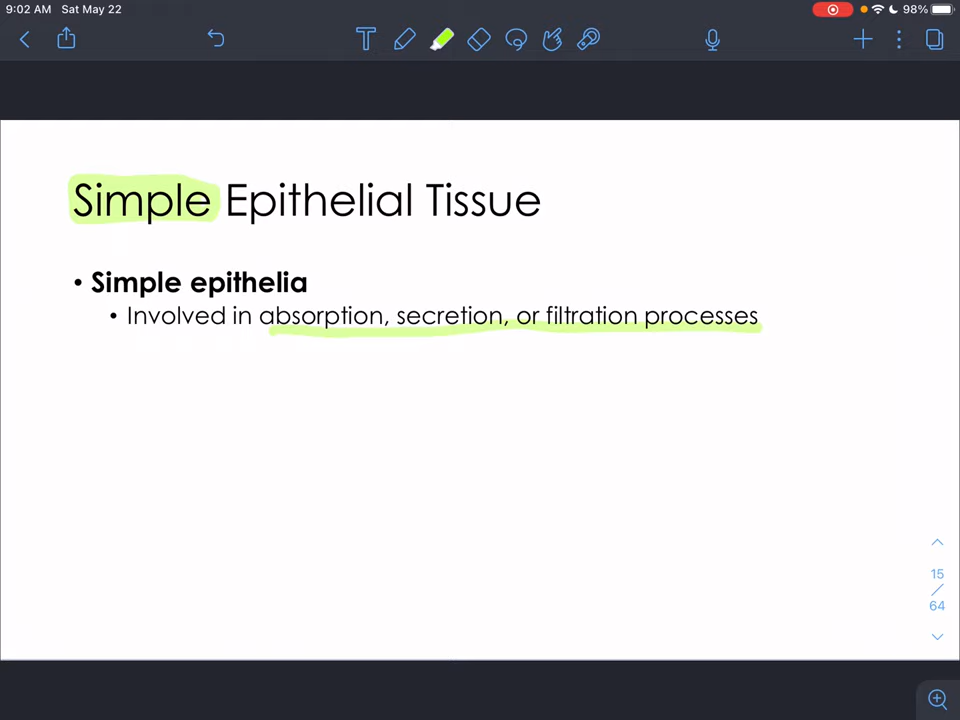 9:02 AM Sat May 22
98%
Simple Epithelial Tissue
• Simple epithelia
• Involved in absorption, secretion, or filtration processes
15
/
64